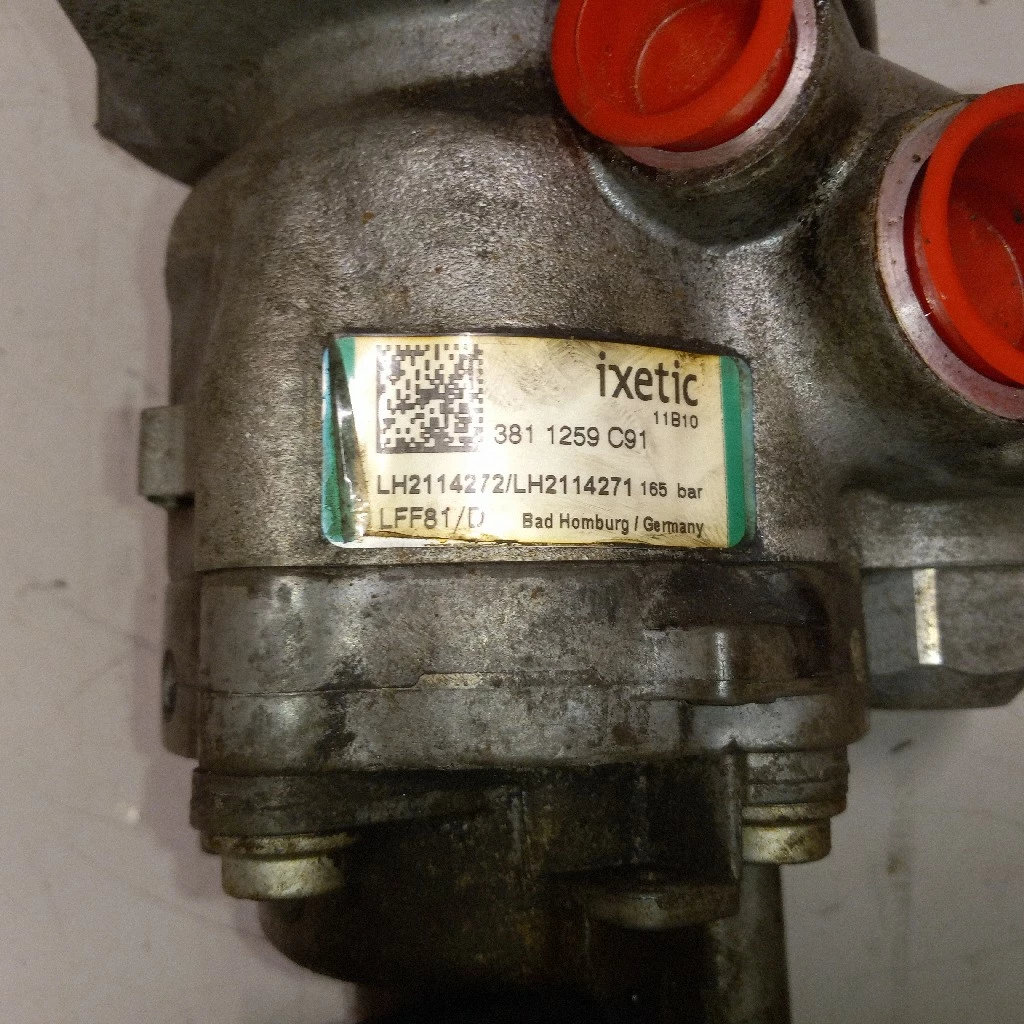 ixetic
11B10
381 1259 C91
LH2114272/LH2114271 165 bar
LFF81/D Bad Homburg / Germany